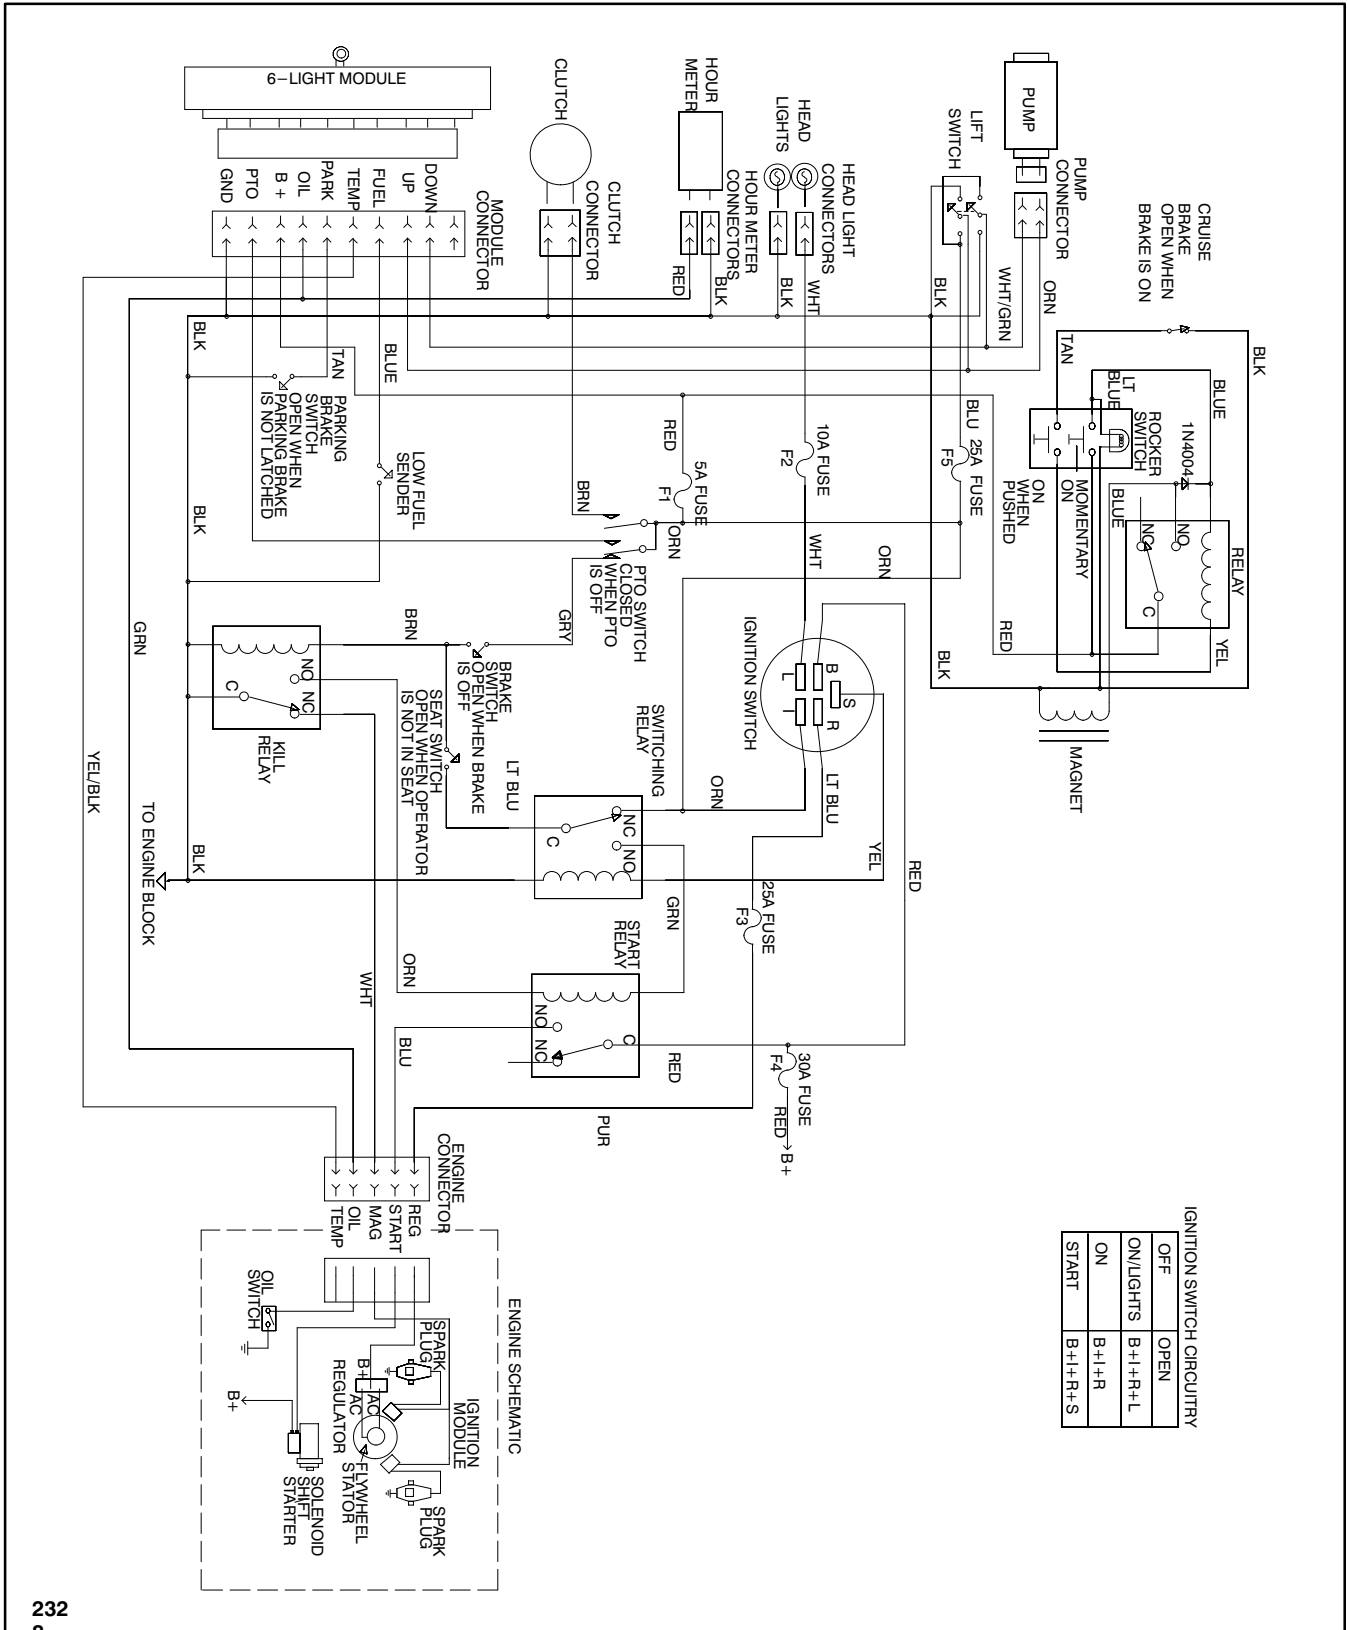 6-LIGHT MODULE
GND
PTO
B +
OIL
PARK
TEMP
FUEL
UP
DOWN
MODULE
CONNECTOR
CLUTCH
CLUTCH
CONNECTOR
HOUR
METER
HOUR METER
CONNECTORS
RED
BLK
HEAD
LIGHTS
HEAD LIGHT
CONNECTORS
BLK
WHT
LIFT
SWITCH
BLK
PUMP
PUMP
CONNECTOR
WHT/GRN
ORN
CRUISE
BRAKE
OPEN WHEN
BRAKE IS ON
TAN
BLK
LT
BLUE
BLUE
ROCKER
SWITCH
1N4004
BLUE
ON
WHEN
PUSHED
MOMENTARY
ON
NC
NO
C
RELAY
YEL
RED
BLK
MAGNET
BLK
TAN
BLUE
PARKING
BRAKE
SWITCH
OPEN WHEN
PARKING BRAKE
IS NOT LATCHED
LOW FUEL
SENDER
BLK
BRN
RED
5A FUSE
F1
ORN
10A FUSE
F2
WHT
BLU
25A FUSE
F5
ORN
PTO SWITCH
CLOSED
WHEN PTO
IS OFF
GRY
GRN
BRN
C
NO
NC
KILL
RELAY
BRAKE
SWITCH
OPEN WHEN BRAKE
IS OFF
SEAT SWITCH
OPEN WHEN OPERATOR
IS NOT IN SEAT
LT BLU
SWITICHING
RELAY
C
NC
NO
IGNITION SWITCH
L
B
S
I
R
ORN
LT BLU
YEL
RED
YEL/BLK
TO ENGINE BLOCK
BLK
WHT
ORN
GRN
25A FUSE
F3
START
RELAY
NO
NC
C
RED
BLU
PUR
30A FUSE
F4
RED
B+
ENGINE
CONNECTOR
TEMP
OIL
MAG
START
REG
ENGINE SCHEMATIC
OIL
SWITCH
B+
SPARK
PLUG
B+
AC
AC
REGULATOR
IGNITION
MODULE
FLYWHEEL
STATOR
SPARK
PLUG
SOLENOID
SHIFT
STARTER
IGNITION SWITCH CIRCUITRY
OFF OPEN
ON/LIGHTS B+I+R+L
ON B+I+R
START B+I+R+S
232